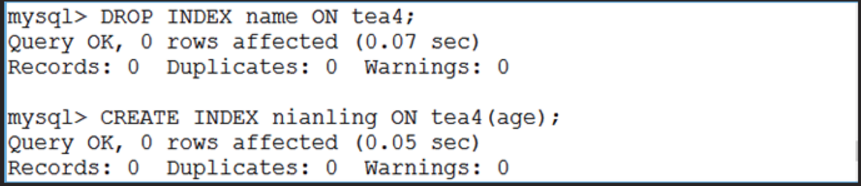 mysql> DROP INDEX name ON tea4;
Query OK, 0 rows affected (0.07 sec)
Records: 0  Duplicates: 0  Warnings: 0

mysql> CREATE INDEX nianling ON tea4(age);
Query OK, 0 rows affected (0.05 sec)
Records: 0  Duplicates: 0  Warnings: 0